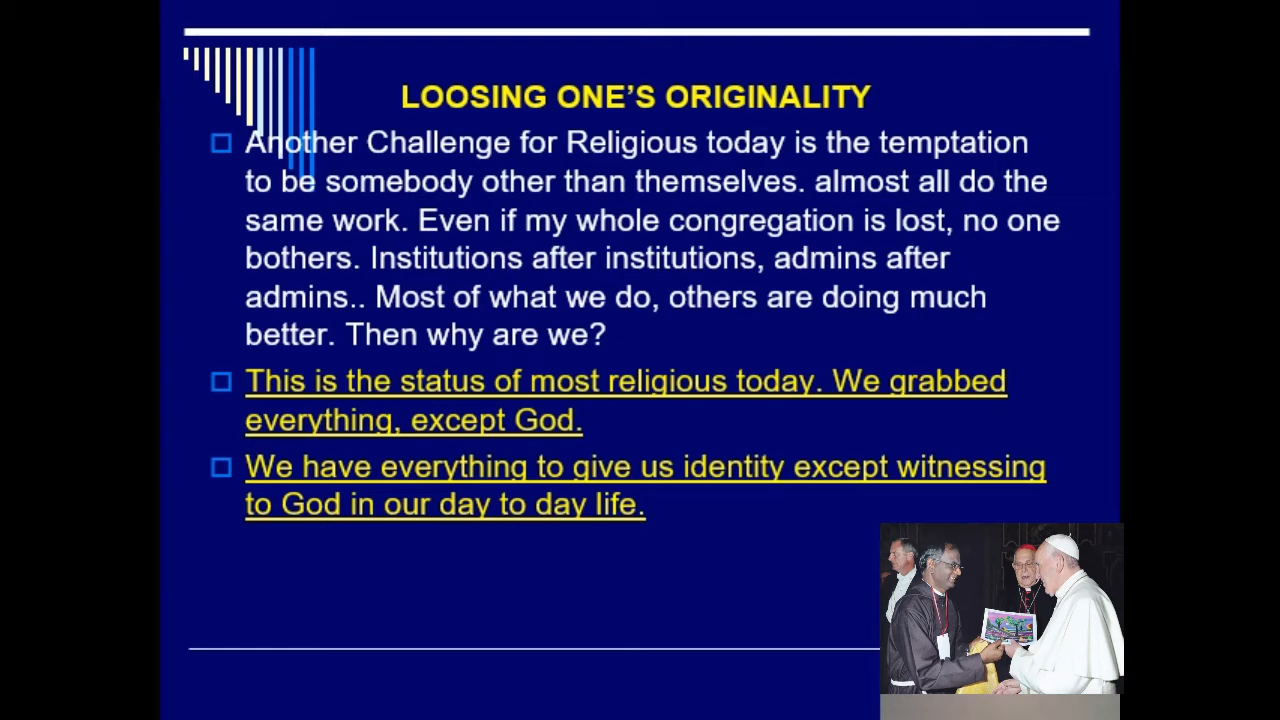 LOOSING ONE'S ORIGINALITY
Another Challenge for Religious today is the temptation
to be somebody other than themselves. almost all do the
same work. Even if my whole congregation is lost, no one
bothers. Institutions after institutions, admins after
admins.. Most of what we do, others are doing much
better. Then why are we?
This is the status of most religious today. We grabbed
everything, except God.
We have everything to give us identity except witnessing
to God in our day to day life.